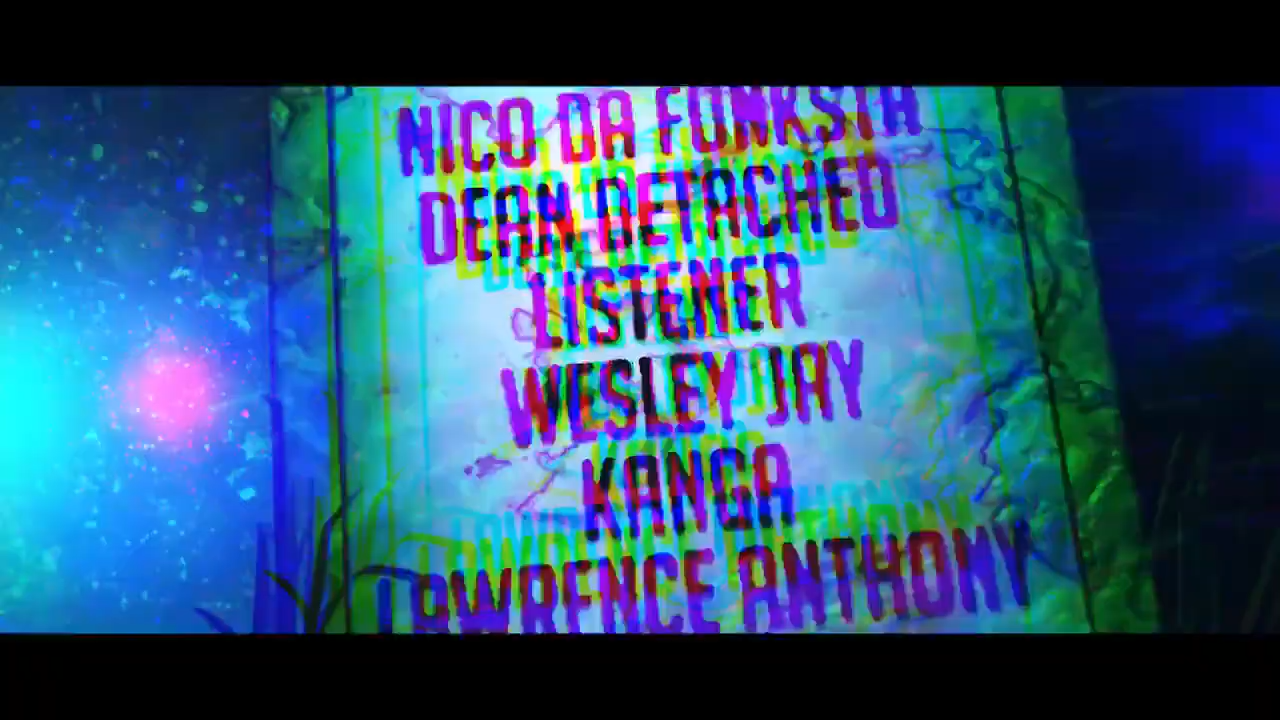 NICO DA FUNKSTA
DEAN DETACHED
LISTENER
WESLEY JAY
KANGA
LAWRENCE ANTHONY